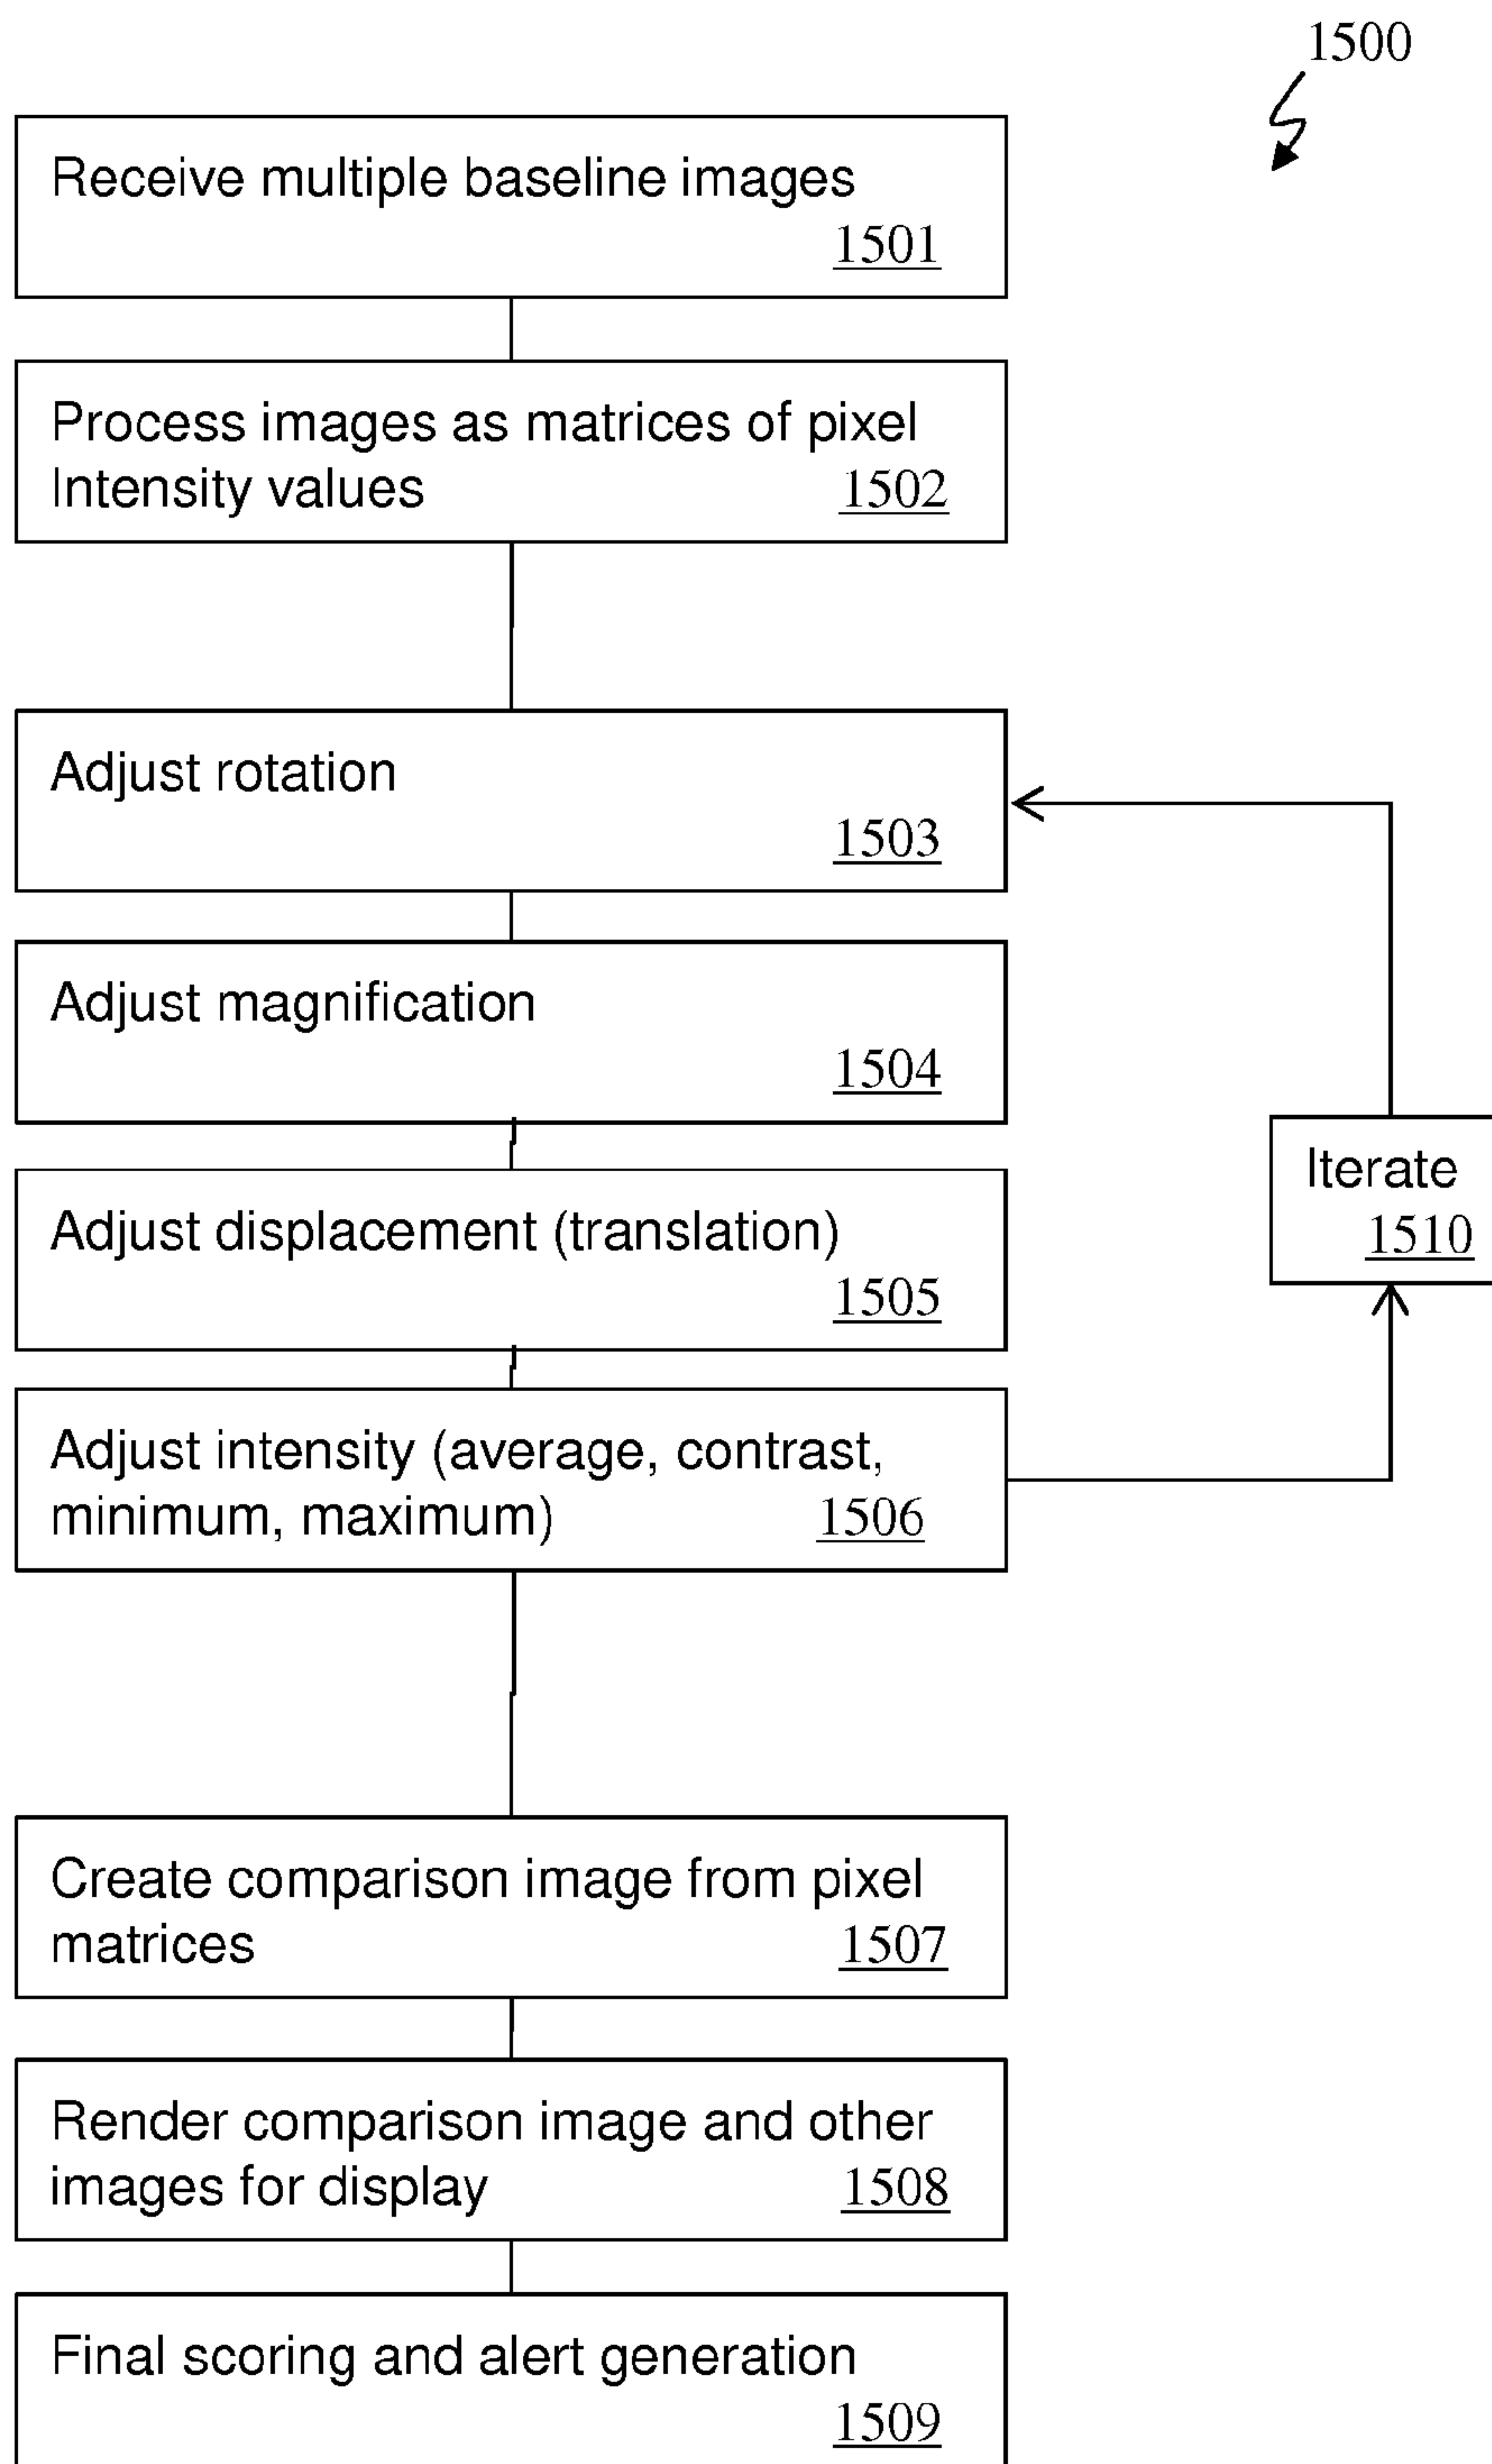 1500
Receive multiple baseline images
1501
Process images as matrices of pixel
Intensity values
1502
Adjust rotation
1503
Adjust magnification
1504
Adjust displacement (translation)
1505
Iterate
1510
Adjust intensity (average, contrast,
minimum, maximum)
1506
Create comparison image from pixel
matrices
1507
Render comparison image and other
images for display
1508
Final scoring and alert generation
1509